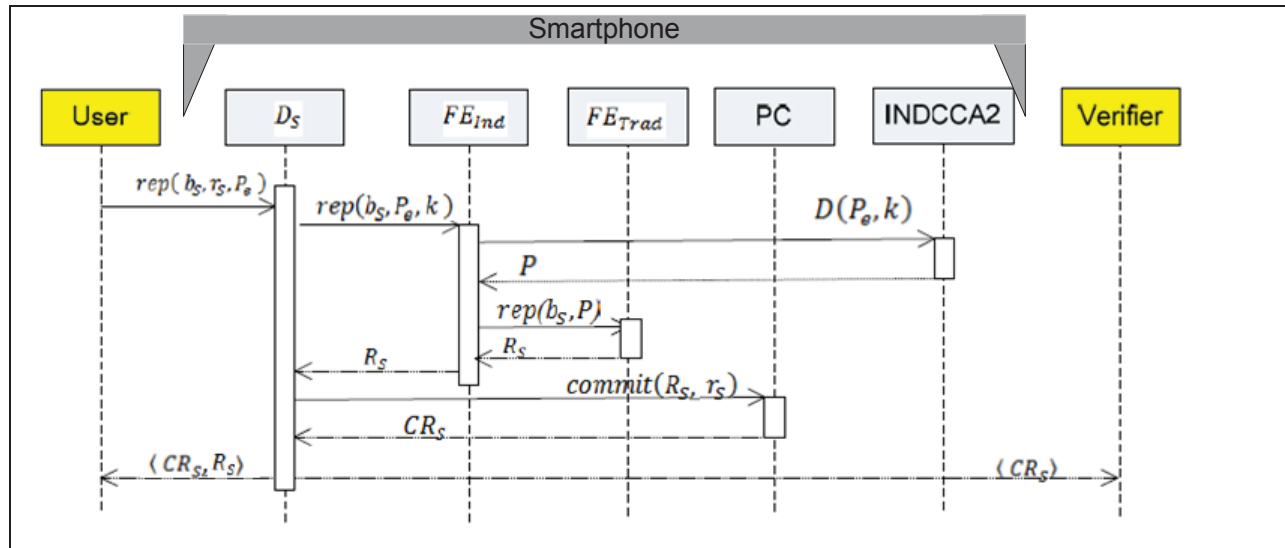 Smartphone
User
D_S
FE_Ind
FE_Trad
PC
INDCCA2
Verifier
rep(b_S, r_S, P_e)
rep(b_S, P_e, k)
D(P_e, k)
P
rep(b_S, P)
R_S
R_S
commit(R_S, r_S)
CR_S
⟨CR_S, R_S⟩
⟨CR_S⟩